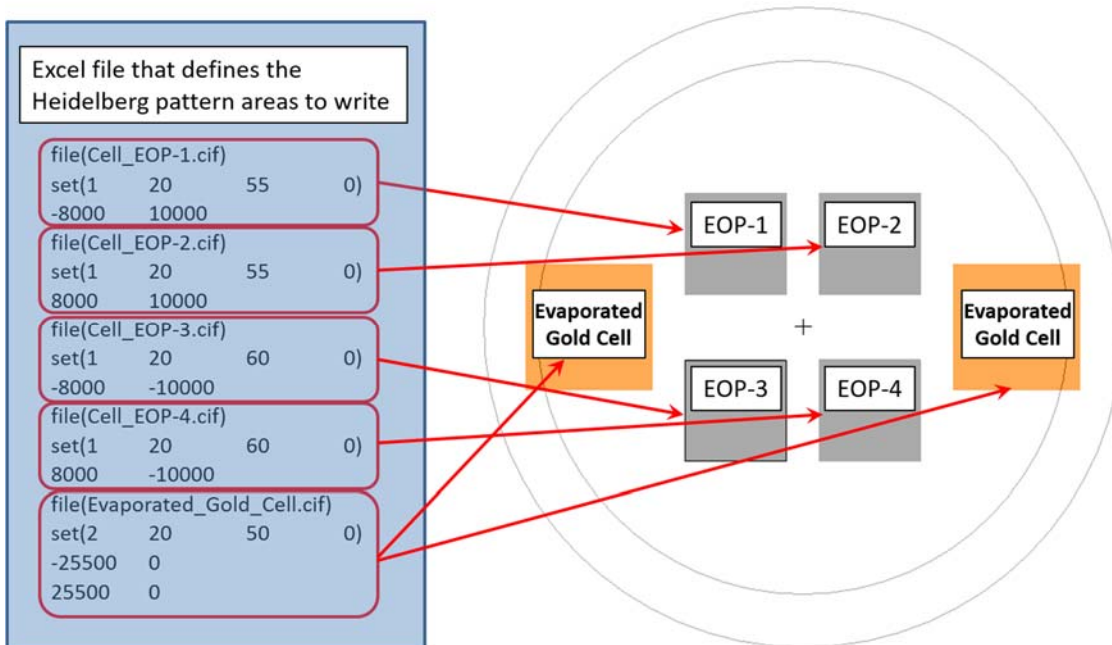 Excel file that defines the
Heidelberg pattern areas to write
file(Cell_EOP-1.cif)
set(1 20 55 0)
-8000 10000
file(Cell_EOP-2.cif)
set(1 20 55 0)
8000 10000
file(Cell_EOP-3.cif)
set(1 20 60 0)
-8000 -10000
file(Cell_EOP-4.cif)
set(1 20 60 0)
8000 -10000
file(Evaporated_Gold_Cell.cif)
set(2 20 50 0)
-25500 0
25500 0
EOP-1
EOP-2
Evaporated
Gold Cell
Evaporated
Gold Cell
EOP-3
EOP-4